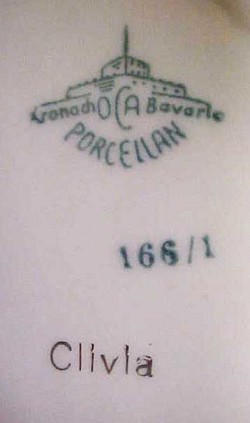 Kronach OCA Bavaria
PORCELLAN
166/1
Clivia